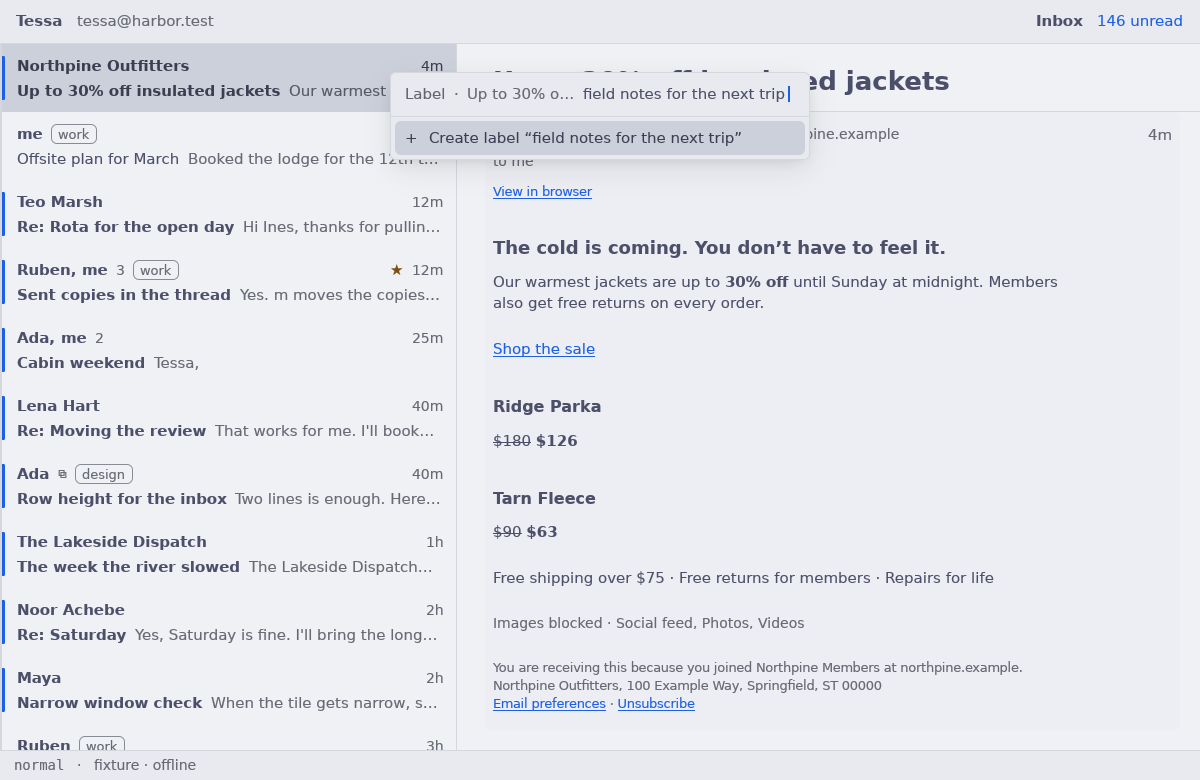 Tessa tessa@harbor.test
Inbox 146 unread
Northpine Outfitters 4m
Up to 30% off insulated jackets Our warmest
me work
Offsite plan for March Booked the lodge for the 12th t…
Teo Marsh 12m
Re: Rota for the open day Hi Ines, thanks for pullin…
Ruben, me 3 work ★ 12m
Sent copies in the thread Yes. m moves the copies…
Ada, me 2 25m
Cabin weekend Tessa,
Lena Hart 40m
Re: Moving the review That works for me. I'll book…
Ada design 40m
Row height for the inbox Two lines is enough. Here…
The Lakeside Dispatch 1h
The week the river slowed The Lakeside Dispatch…
Noor Achebe 2h
Re: Saturday Yes, Saturday is fine. I'll bring the long…
Maya 2h
Narrow window check When the tile gets narrow, s…
Ruben work 3h
Label · Up to 30% o… field notes for the next trip
+ Create label “field notes for the next trip”
jackets
pine.example 4m
to me
View in browser
The cold is coming. You don’t have to feel it.
Our warmest jackets are up to 30% off until Sunday at midnight. Members
also get free returns on every order.
Shop the sale
Ridge Parka
$180 $126
Tarn Fleece
$90 $63
Free shipping over $75 · Free returns for members · Repairs for life
Images blocked · Social feed, Photos, Videos
You are receiving this because you joined Northpine Members at northpine.example.
Northpine Outfitters, 100 Example Way, Springfield, ST 00000
Email preferences · Unsubscribe
normal · fixture · offline